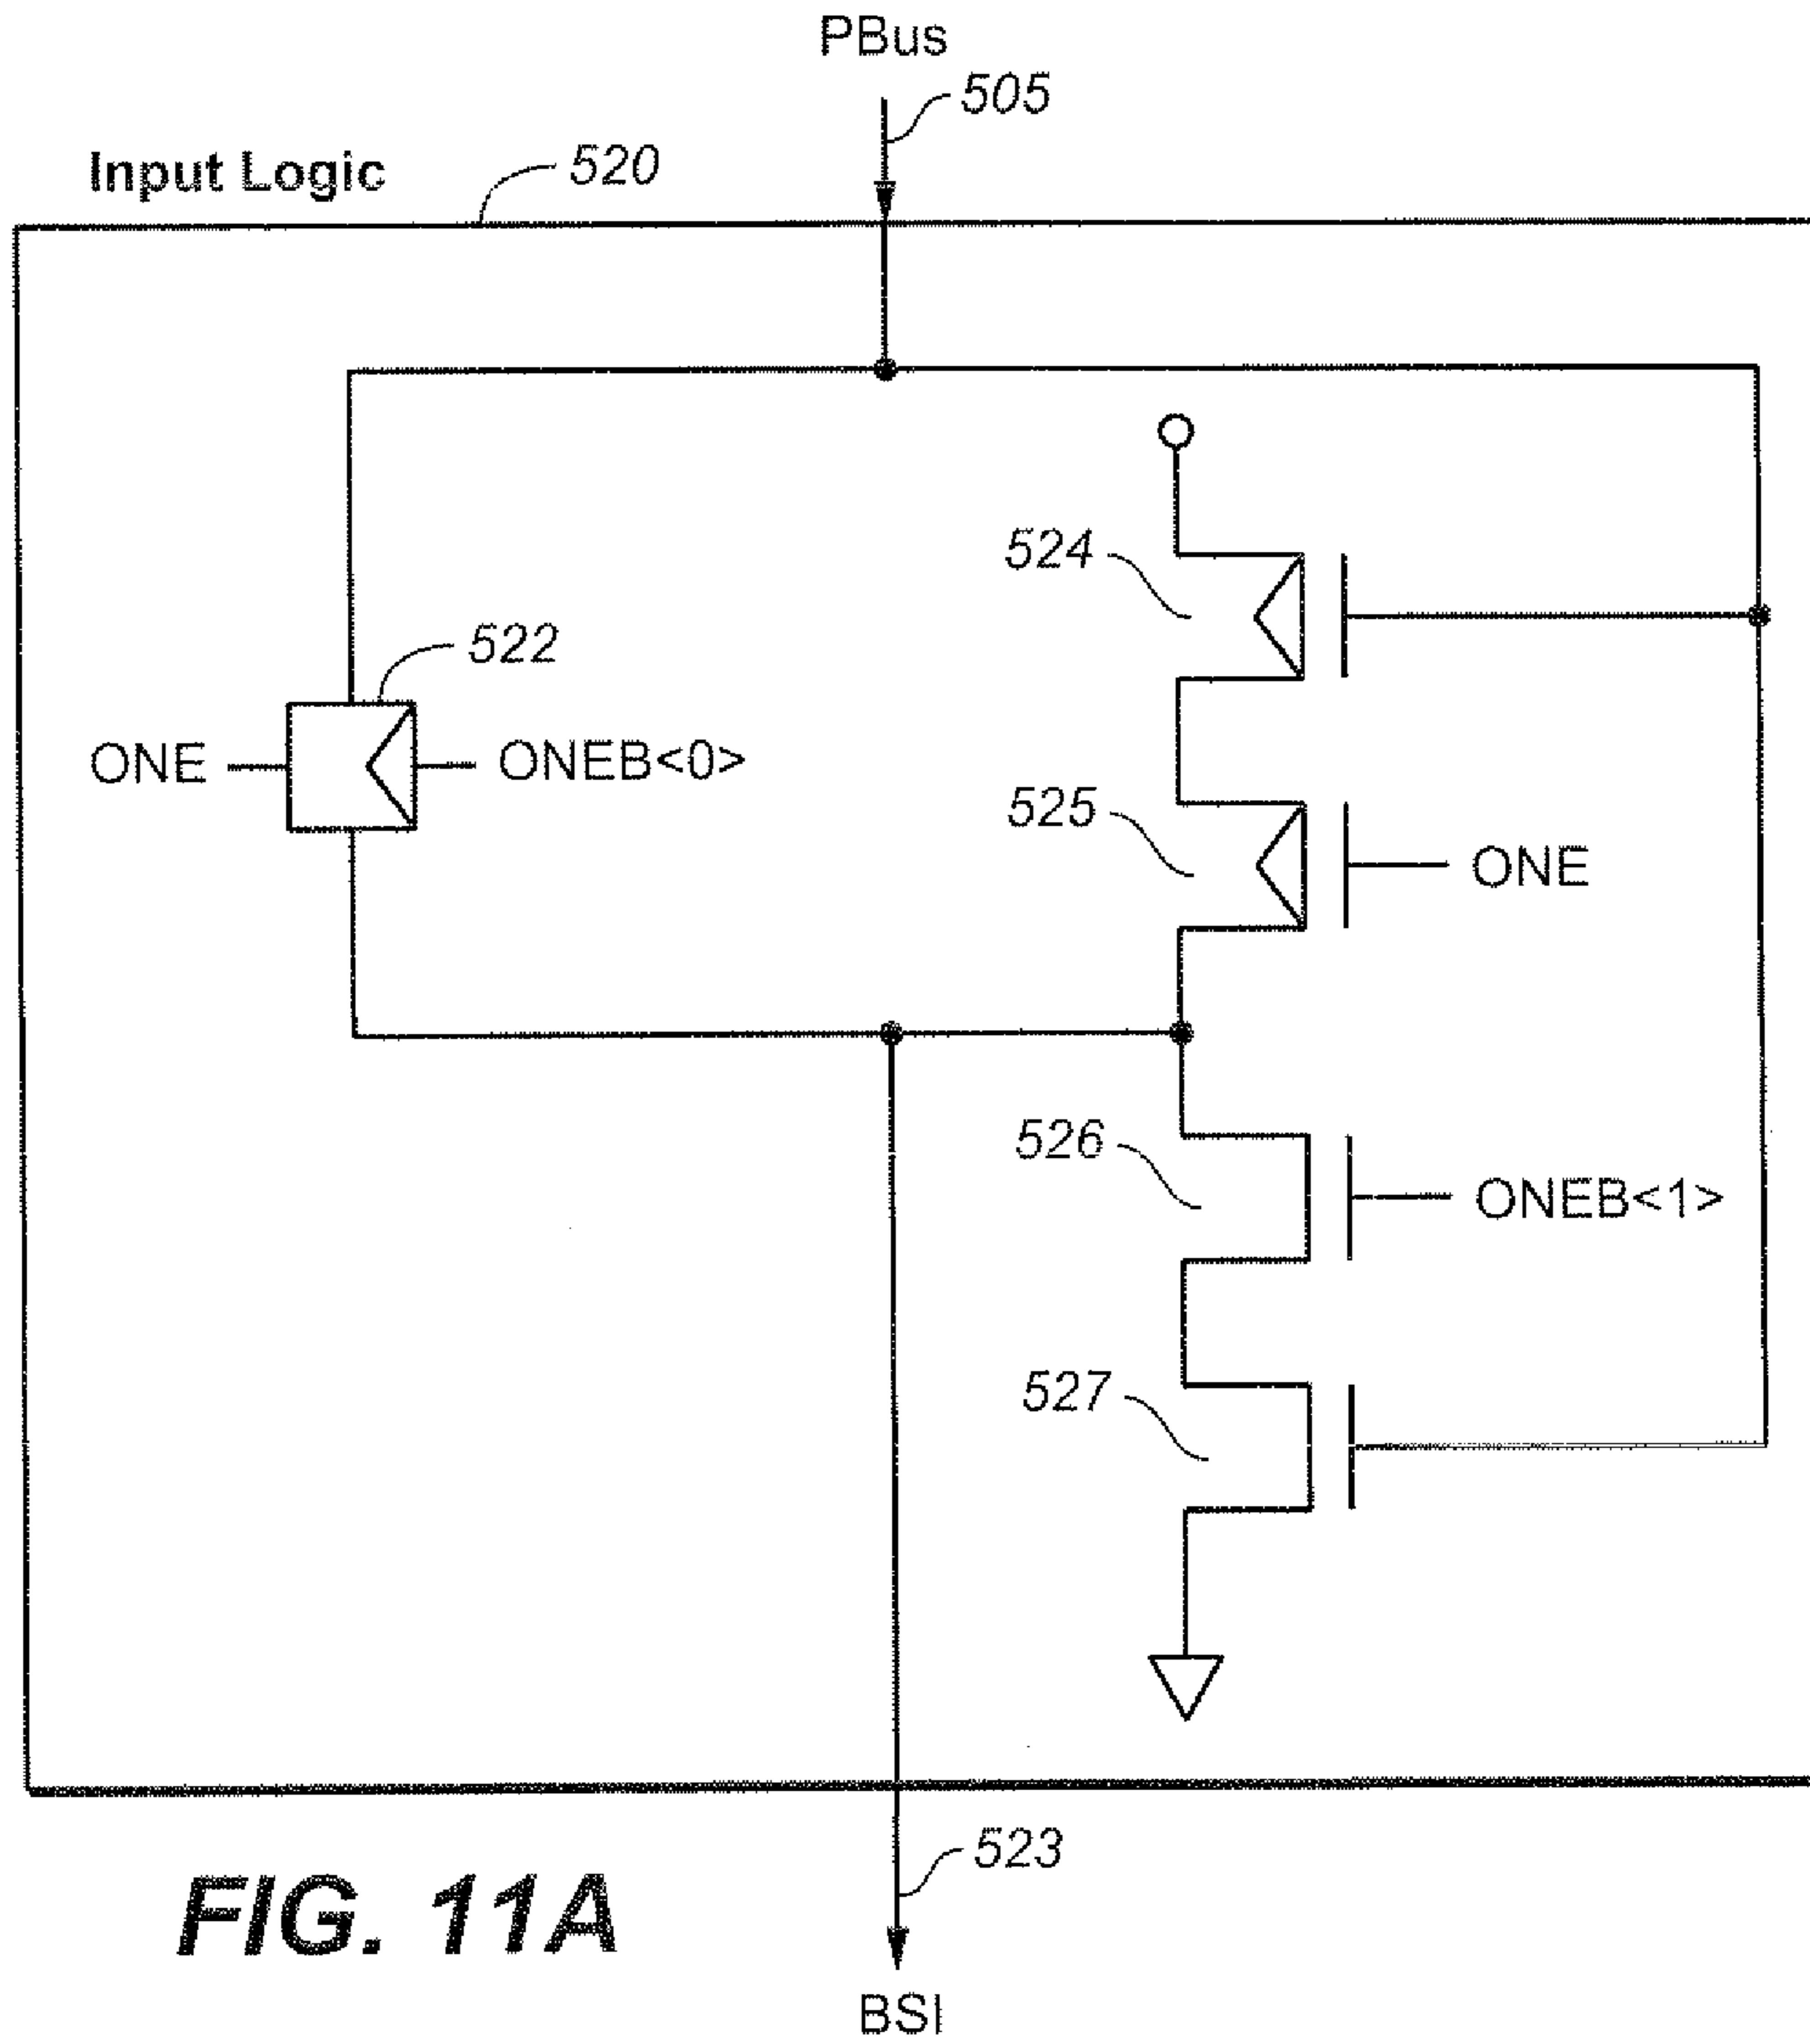 PBus
505
Input Logic
520
524
522
ONE
ONEB<0>
525
ONE
526
ONEB<1>
527
523
FIG. 11A
BSI